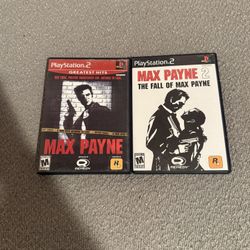 PlayStation 2
GREATEST HITS
MAX PAYNE
M
R
PlayStation 2
MAX PAYNE 2
THE FALL OF MAX PAYNE
M
R